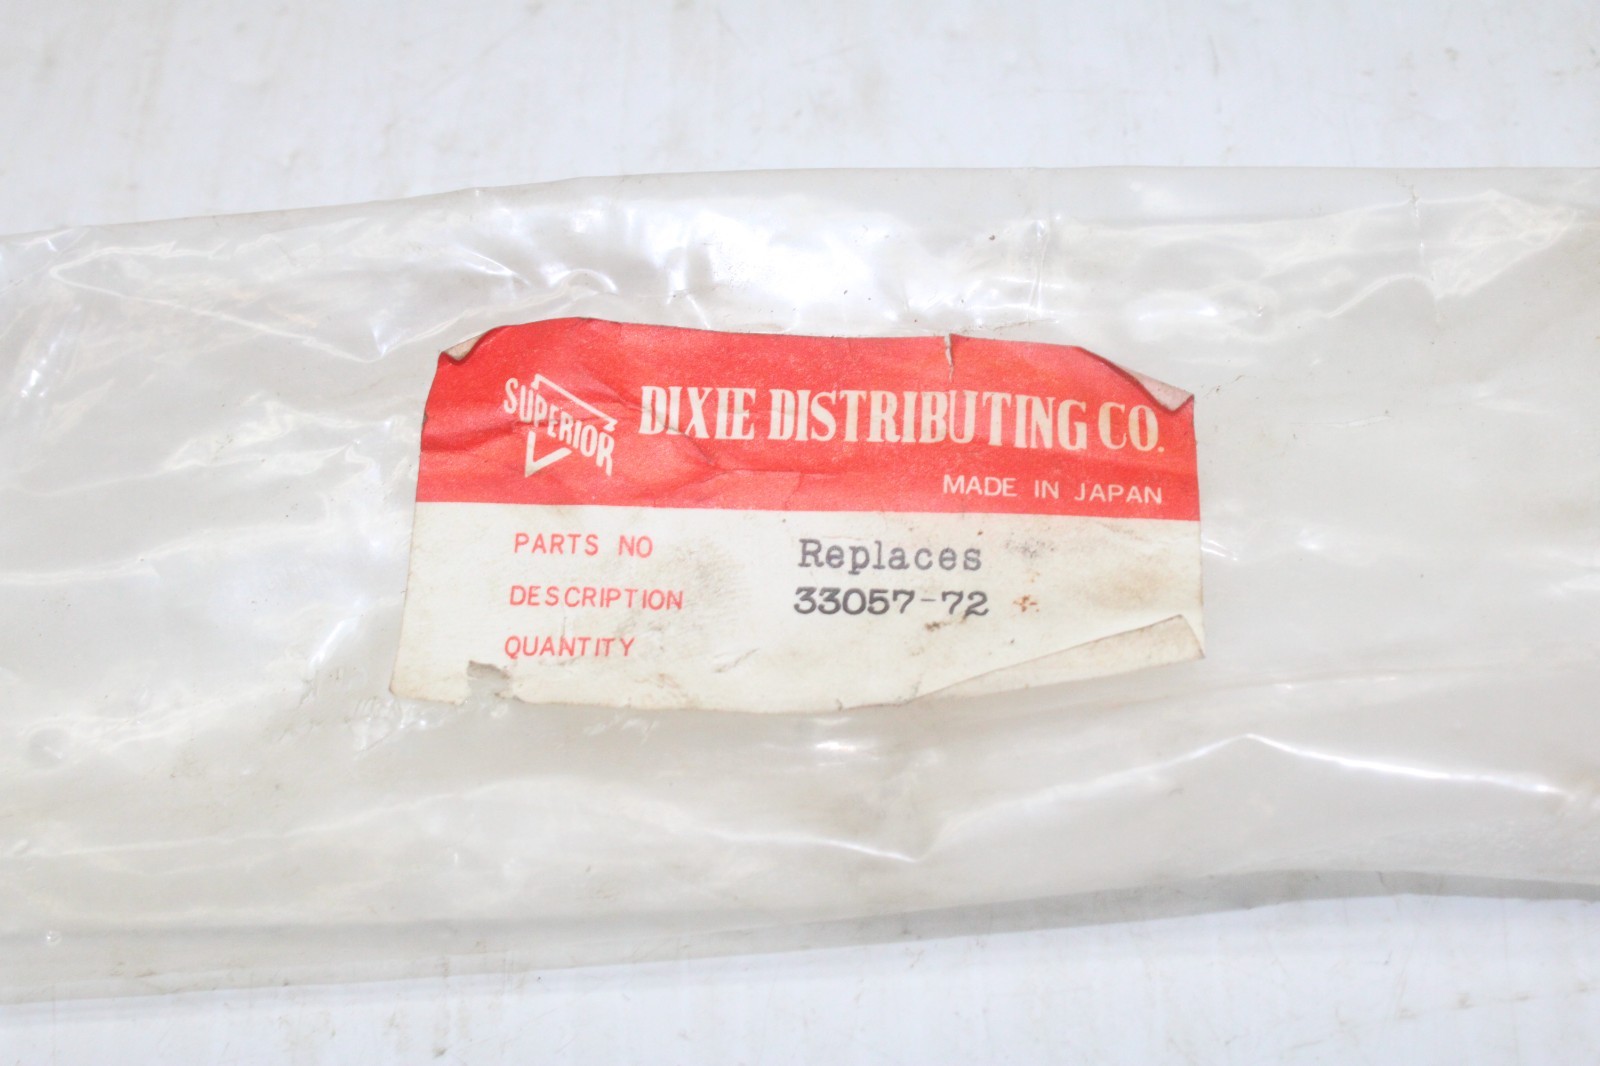 SUPERIOR
DIXIE DISTRIBUTING CO.
MADE IN JAPAN
PARTS NO
Replaces
DESCRIPTION
33057-72
QUANTITY